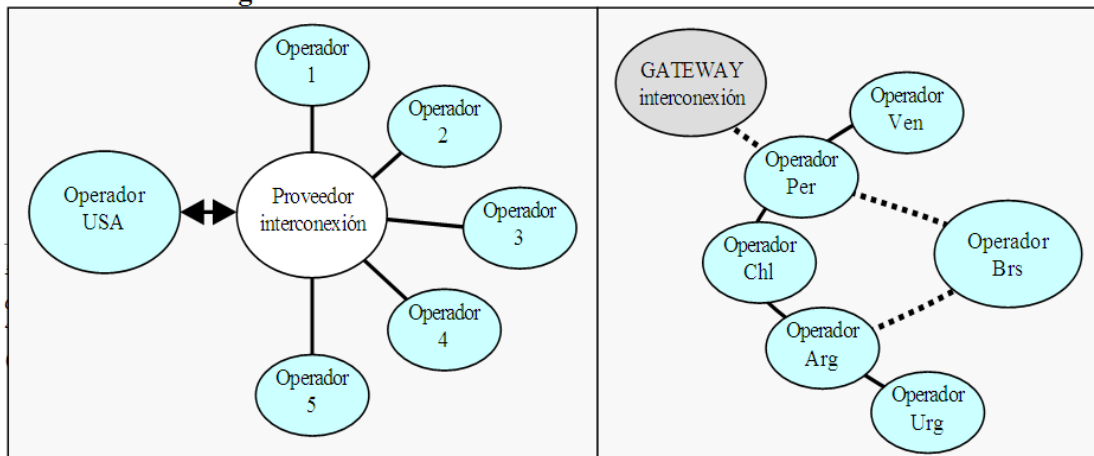 g
Operador
1
Operador
2
Operador
USA
Proveedor
interconexión
Operador
3
Operador
4
Operador
5
GATEWAY
interconexión
Operador
Ven
Operador
Per
Operador
Chl
Operador
Brs
Operador
Arg
Operador
Urg